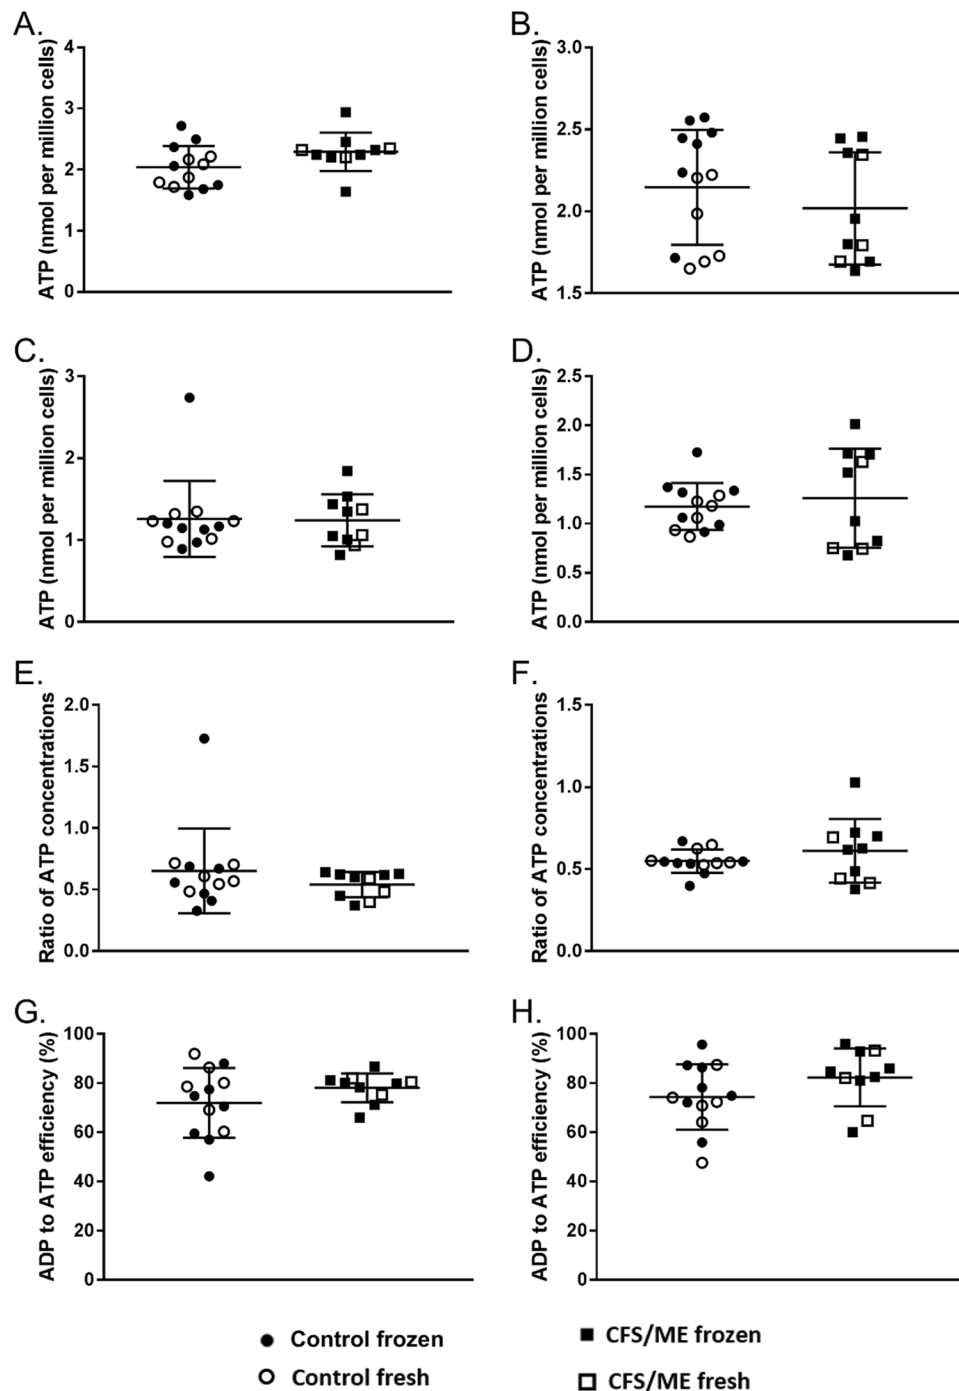 A.
ATP (nmol per million cells)
4
3
2
1
0
B.
ATP (nmol per million cells)
3.0
2.5
2.0
1.5
C.
ATP (nmol per million cells)
3
2
1
0
D.
ATP (nmol per million cells)
2.5
2.0
1.5
1.0
0.5
0.0
E.
Ratio of ATP concentrations
2.0
1.5
1.0
0.5
0.0
F.
Ratio of ATP concentrations
1.5
1.0
0.5
0.0
G.
ADP to ATP efficiency (%)
100
80
60
40
20
0
H.
ADP to ATP efficiency (%)
100
80
60
40
20
0
Control frozen
Control fresh
CFS/ME frozen
CFS/ME fresh